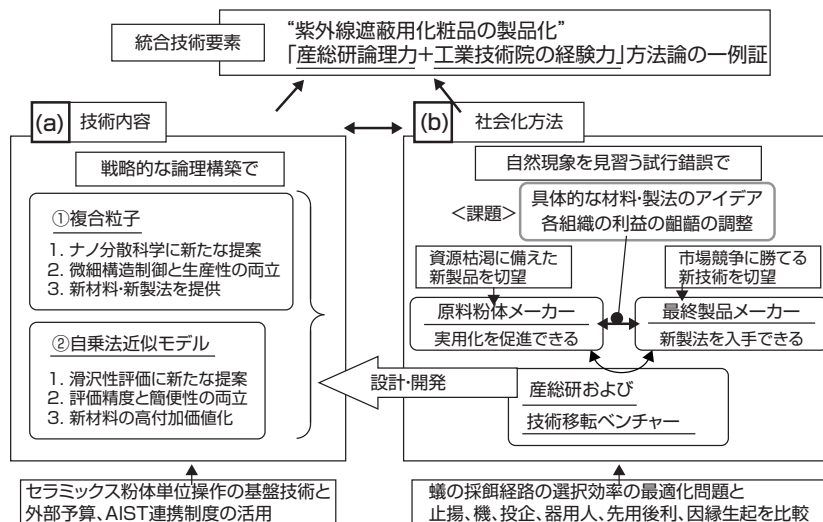 統合技術要素
“紫外線遮蔽用化粧品の製品化”
「産総研論理力+工業技術院の経験力」方法論の一例証
(a) 技術内容
戦略的な論理構築で
①複合粒子
1. ナノ分散科学に新たな提案
2. 微細構造制御と生産性の両立
3. 新材料・新製法を提供
②自乗法近似モデル
1. 滑沢性評価に新たな提案
2. 評価精度と簡便性の両立
3. 新材料の高付加価値化
セラミックス粉体単位操作の基盤技術と
外部予算、AIST連携制度の活用
(b) 社会化方法
自然現象を見習う試行錯誤で
<課題>
具体的な材料・製法のアイデア
各組織の利益の齟齬の調整
資源枯渇に備えた
新製品を切望
市場競争に勝てる
新技術を切望
原料粉体メーカー
実用化を促進できる
最終製品メーカー
新製法を入手できる
設計・開発
産総研および
技術移転ベンチャー
蟻の採餌経路の選択効率の最適化問題と
止揚、機、投企、器用人、先用後利、因縁生起を比較